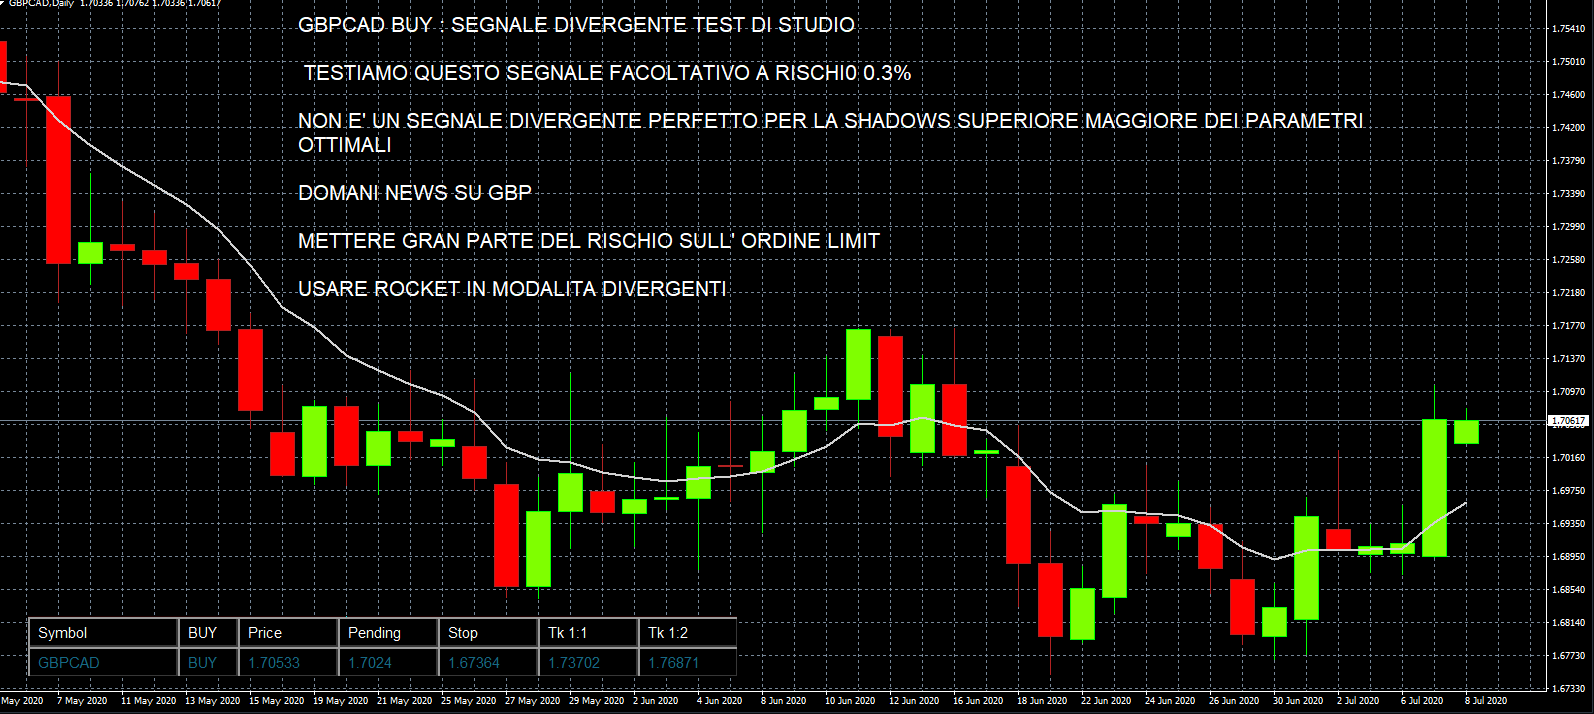 GBPCAD,Daily 1.70336 1.70762 1.70336 1.70617
GBPCAD BUY : SEGNALE DIVERGENTE TEST DI STUDIO
TESTIAMO QUESTO SEGNALE FACOLTATIVO A RISCHI0 0.3%
NON E' UN SEGNALE DIVERGENTE PERFETTO PER LA SHADOWS SUPERIORE MAGGIORE DEI PARAMETRI
OTTIMALI
DOMANI NEWS SU GBP
METTERE GRAN PARTE DEL RISCHIO SULL' ORDINE LIMIT
USARE ROCKET IN MODALITA DIVERGENTI
1.75410
1.75010
1.74600
1.74200
1.73790
1.73390
1.72990
1.72580
1.72180
1.71770
1.71370
1.70970
1.70617
1.70160
1.69750
1.69350
1.68950
1.68540
1.68140
1.67730
1.67330
Symbol BUY Price Pending Stop Tk 1:1 Tk 1:2
GBPCAD BUY 1.70533 1.7024 1.67364 1.73702 1.76871
May 2020 7 May 2020 11 May 2020 13 May 2020 15 May 2020 19 May 2020 21 May 2020 25 May 2020 27 May 2020 29 May 2020 2 Jun 2020 4 Jun 2020 8 Jun 2020 10 Jun 2020 12 Jun 2020 16 Jun 2020 18 Jun 2020 22 Jun 2020 24 Jun 2020 26 Jun 2020 30 Jun 2020 2 Jul 2020 6 Jul 2020 8 Jul 2020